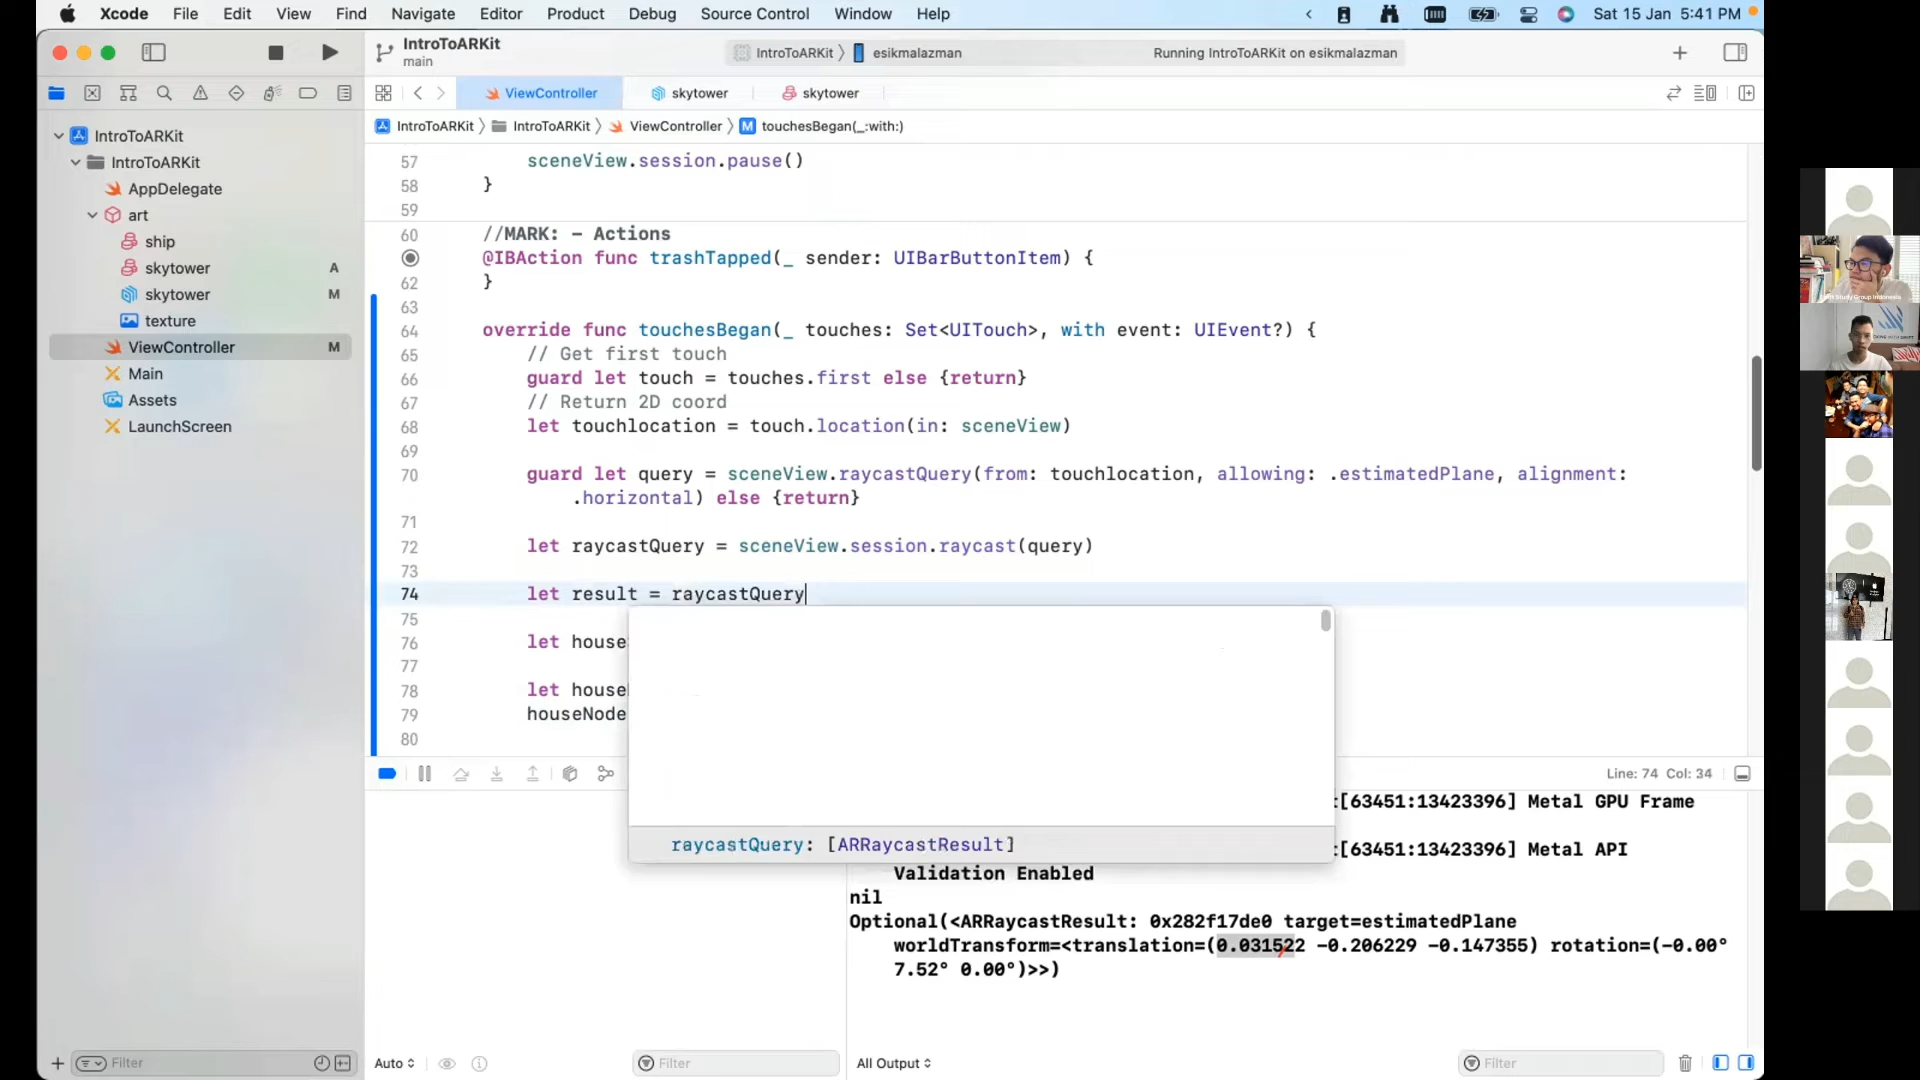 Xcode File Edit View Find Navigate Editor Product Debug Source Control Window Help
Sat 15 Jan 5:41 PM
IntroToARKit
main
IntroToARKit
esikmalazman
Running IntroToARKit on esikmalazman
ViewController
skytower
skytower
IntroToARKit
IntroToARKit
ViewController
M touchesBegan(_:with:)
IntroToARKit
IntroToARKit
AppDelegate
art
ship
skytower A
skytower M
texture
ViewController M
Main
Assets
LaunchScreen
57 sceneView.session.pause()
58 }
59
60 //MARK: - Actions
@IBAction func trashTapped(_ sender: UIBarButtonItem) {
62 }
63
64 override func touchesBegan(_ touches: Set<UITouch>, with event: UIEvent?) {
65 // Get first touch
66 guard let touch = touches.first else {return}
67 // Return 2D coord
68 let touchlocation = touch.location(in: sceneView)
69
70 guard let query = sceneView.raycastQuery(from: touchlocation, allowing: .estimatedPlane, alignment:
.horizontal) else {return}
71
72 let raycastQuery = sceneView.session.raycast(query)
73
74 let result = raycastQuery
75
76 let house
77
78 let house
79 houseNode
80
raycastQuery: [ARRaycastResult]
Line: 74 Col: 34
[63451:13423396] Metal GPU Frame
[63451:13423396] Metal API
Validation Enabled
nil
Optional(<ARRaycastResult: 0x282f17de0 target=estimatedPlane
worldTransform=<translation=(0.031522 -0.206229 -0.147355) rotation=(-0.00°
7.52° 0.00°)>>)
Filter
Auto
Filter
All Output
Filter